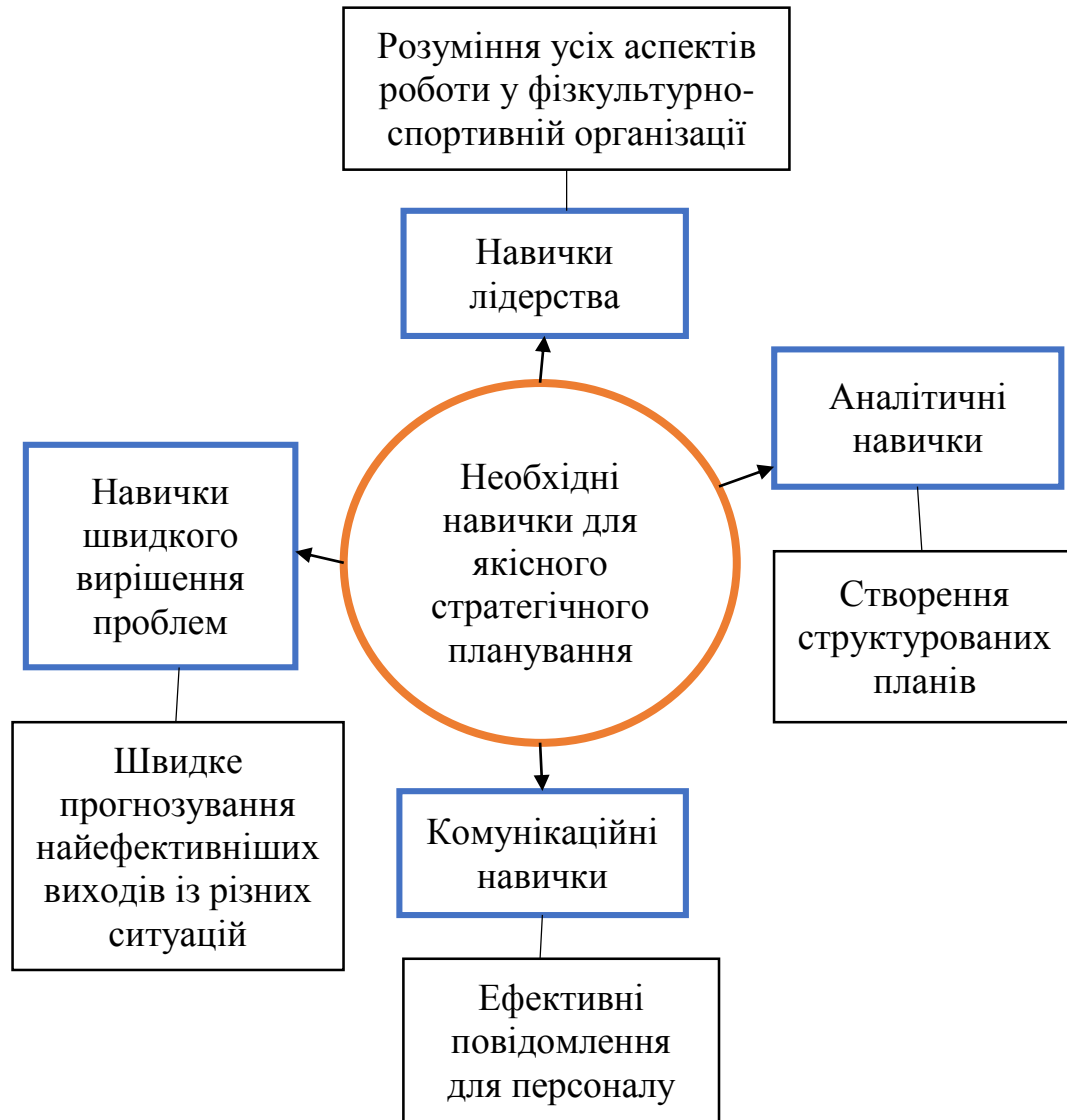 Розуміння усіх аспектів
роботи у фізкультурно-
спортивній організації
Навички
лідерства
Аналітичні
навички
Створення
структурованих
планів
Необхідні
навички для
якісного
стратегічного
планування
Навички
швидкого
вирішення
проблем
Швидке
прогнозування
найефективніших
виходів із різних
ситуацій
Комунікаційні
навички
Ефективні
повідомлення
для персоналу